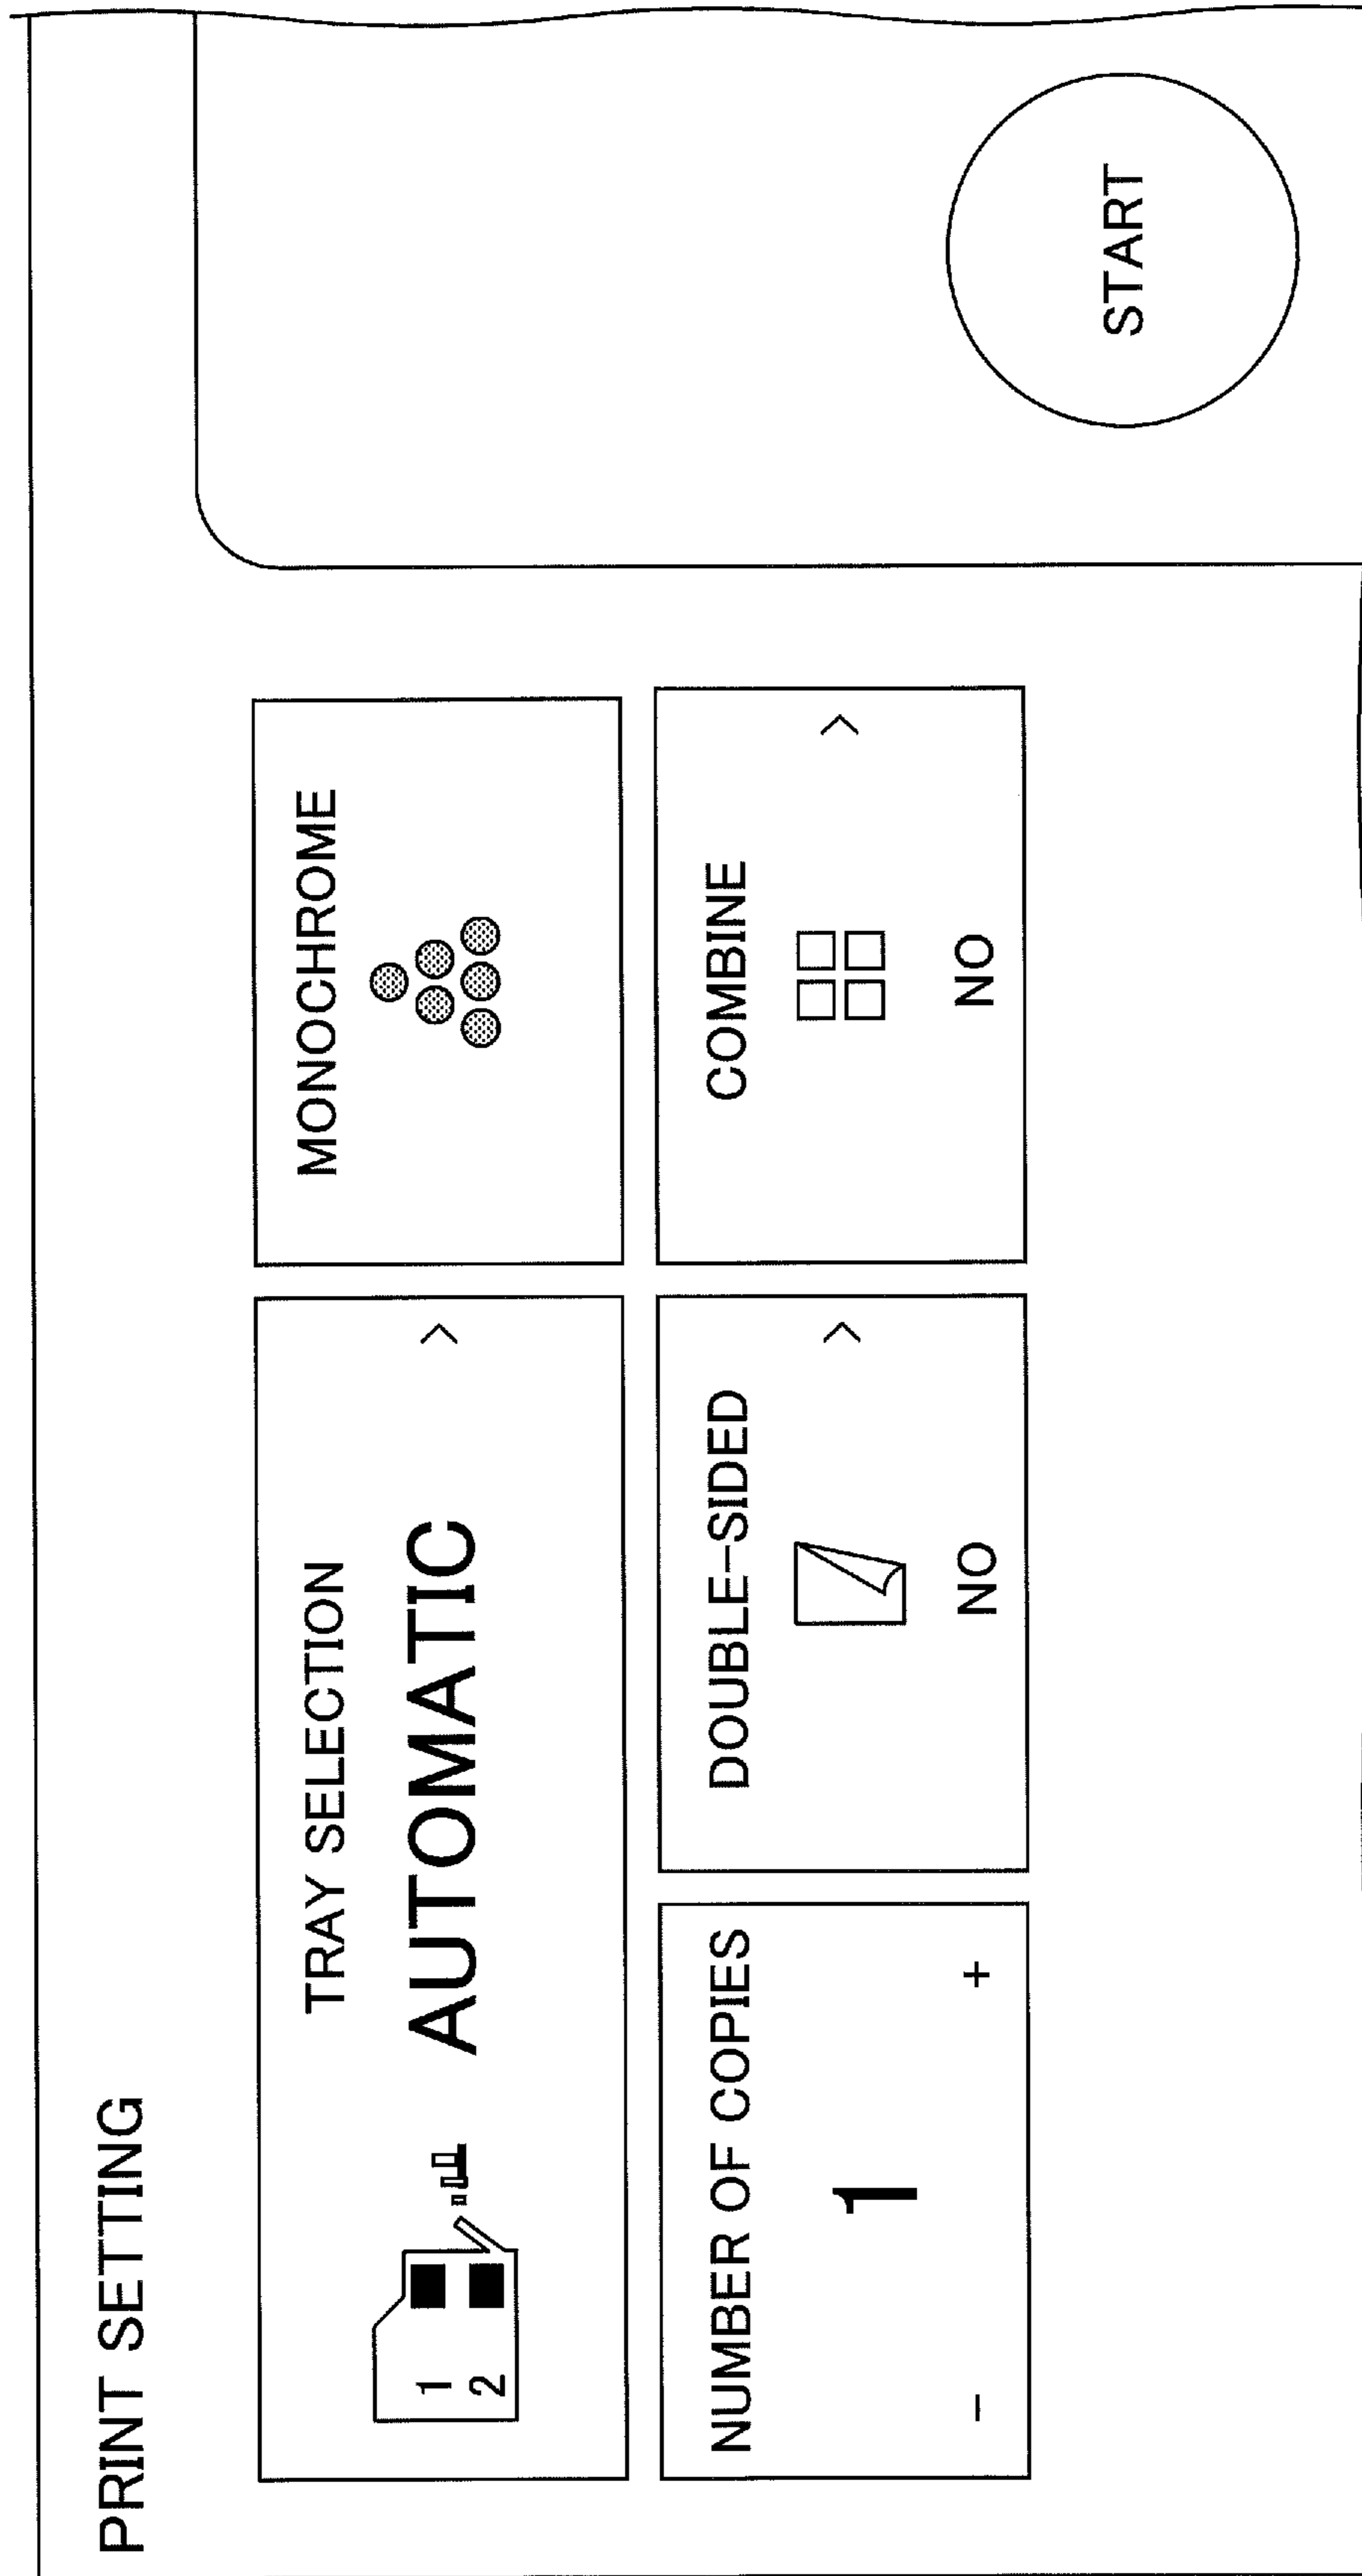 PRINT SETTING
TRAY SELECTION
AUTOMATIC
1
2
>
MONOCHROME
NUMBER OF COPIES
1
− +
DOUBLE-SIDED
>
NO
COMBINE
>
NO
START